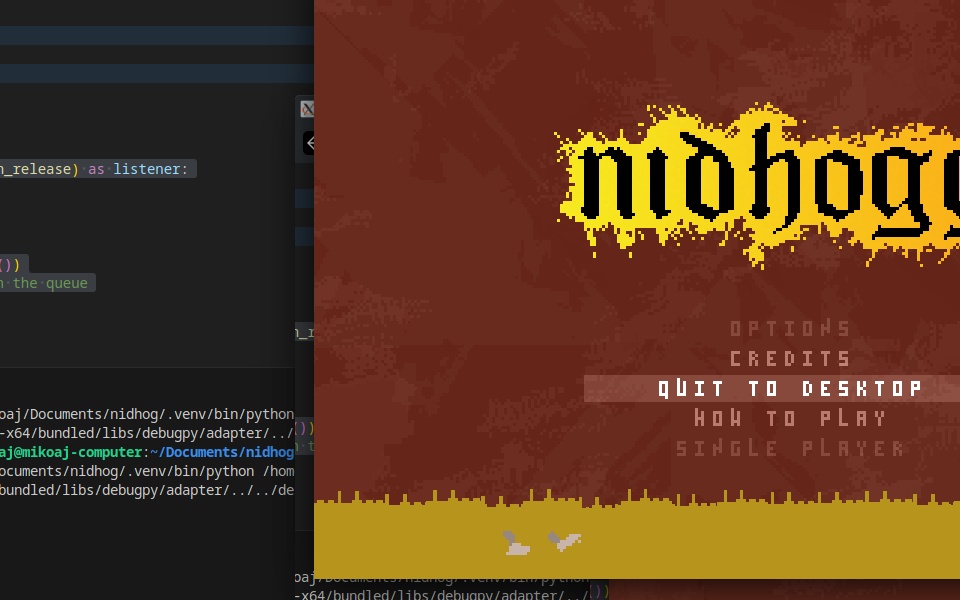 n_release) as listener:
())
n the queue
oaj/Documents/nidhog/.venv/bin/python
-x64/bundled/libs/debugpy/adapter/../
aj@mikoaj-computer:~/Documents/nidhog
ocuments/nidhog/.venv/bin/python /hom
bundled/libs/debugpy/adapter/../../de
n_r
())
nidhogg
OPTIONS
CREDITS
QUIT TO DESKTOP
HOW TO PLAY
SINGLE PLAYER
oaj/Documents/nidhog/.venv/bin/python
-x64/bundled/libs/debugpy/adapter/../
())